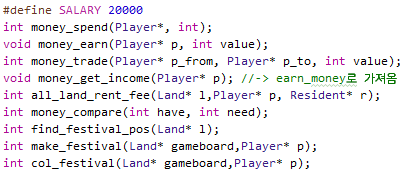 #define SALARY 20000
int money_spend(Player*, int);
void money_earn(Player* p, int value);
int money_trade(Player* p_from, Player* p_to, int value);
void money_get_income(Player* p); //-> earn_money로 가져옴
int all_land_rent_fee(Land* l,Player* p, Resident* r);
int money_compare(int have, int need);
int find_festival_pos(Land* l);
int make_festival(Land* gameboard,Player* p);
int col_festival(Land* gameboard,Player* p);